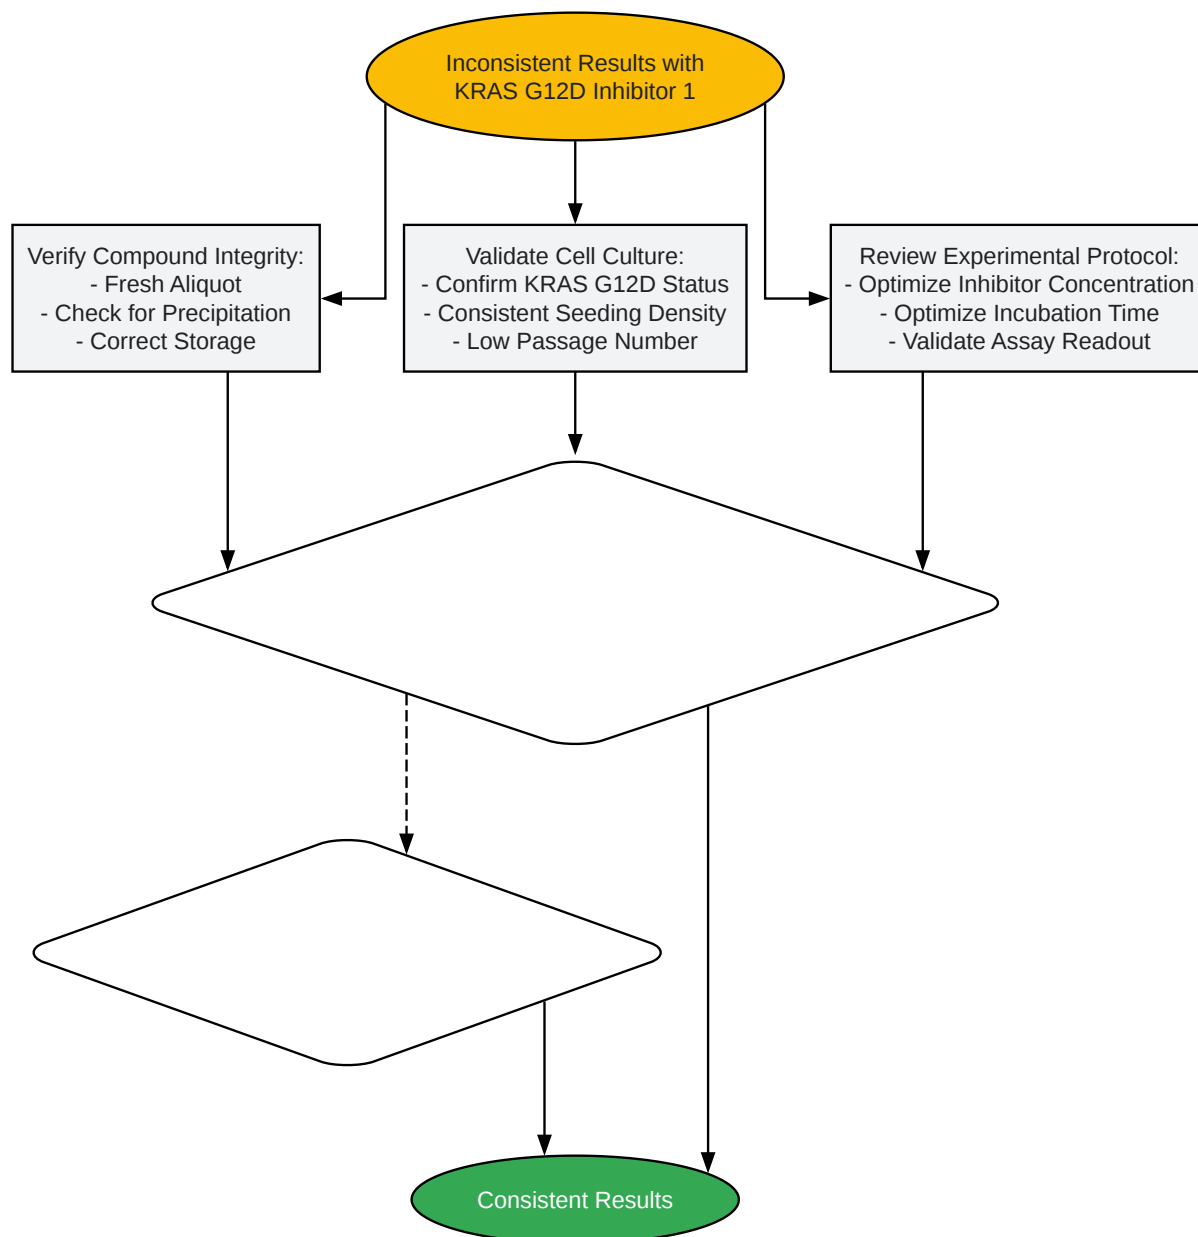 Inconsistent Results with
KRAS G12D Inhibitor 1
Verify Compound Integrity:
- Fresh Aliquot
- Check for Precipitation
- Correct Storage
Validate Cell Culture:
- Confirm KRAS G12D Status
- Consistent Seeding Density
- Low Passage Number
Review Experimental Protocol:
- Optimize Inhibitor Concentration
- Optimize Incubation Time
- Validate Assay Readout
Consistent Results